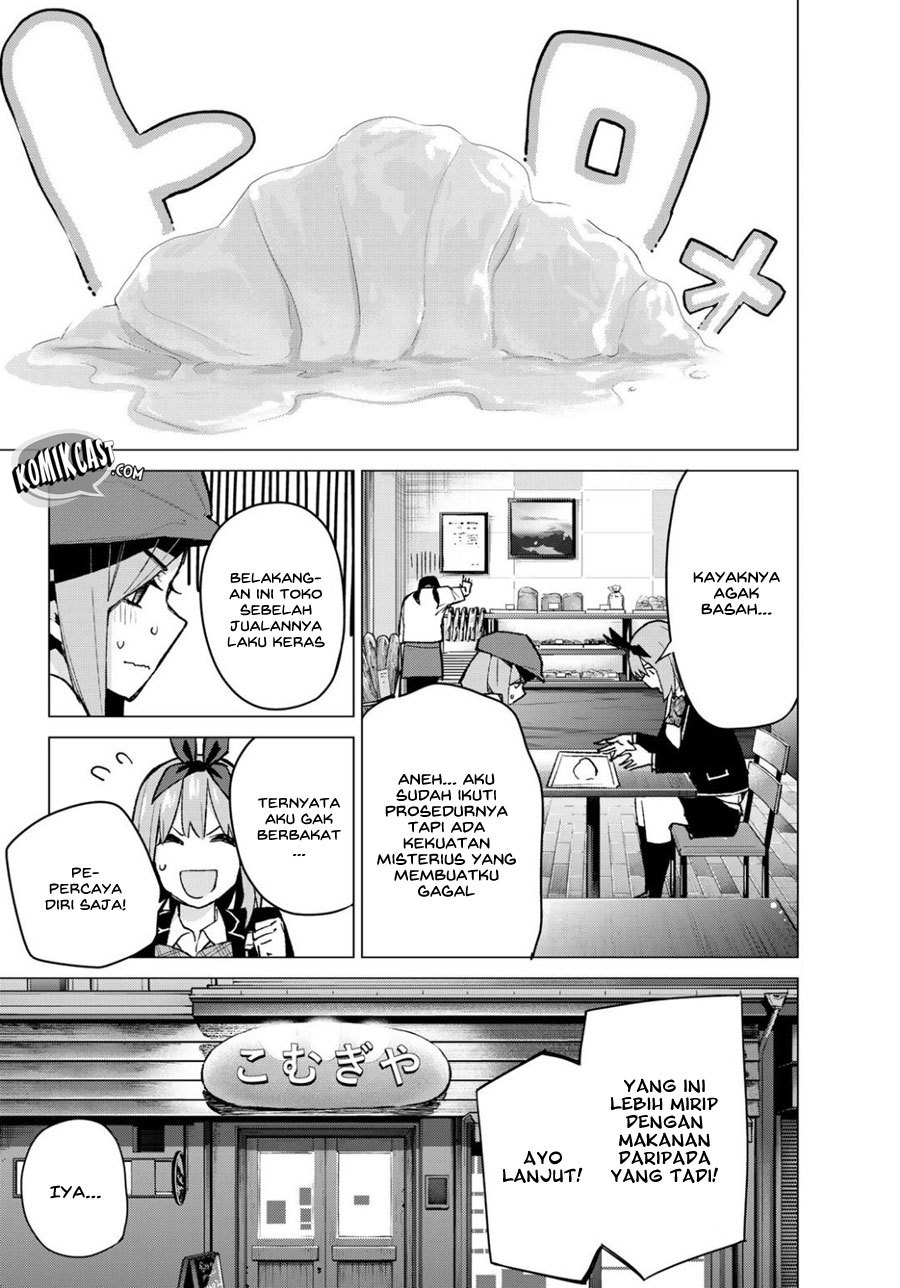 トロォ
KOMIKCAST
.COM
KAYAKNYA
AGAK
BASAH...
ANEH... AKU
SUDAH IKUTI
PROSEDURNYA
TAPI ADA
KEKUATAN
MISTERIUS YANG
MEMBUATKU
GAGAL
BELAKANG-
AN INI TOKO
SEBELAH
JUALANNYA
LAKU KERAS
TERNYATA
AKU GAK
BERBAKAT
...
PE-
PERCAYA
DIRI SAJA!
YANG INI
LEBIH MIRIP
DENGAN
MAKANAN
DARIPADA
YANG TADI!
AYO
LANJUT!
こむぎや
IYA...